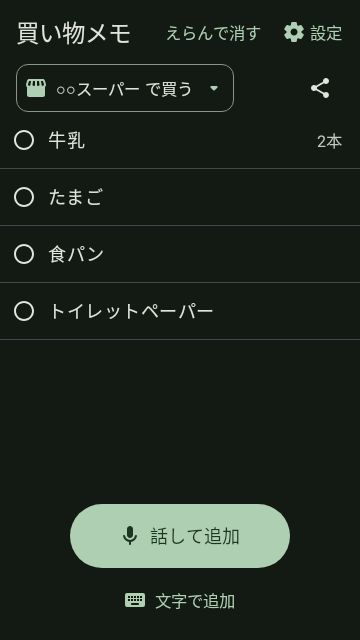 買い物メモ
えらんで消す
設定
○○スーパー で買う
牛乳
2本
たまご
食パン
トイレットペーパー
話して追加
文字で追加